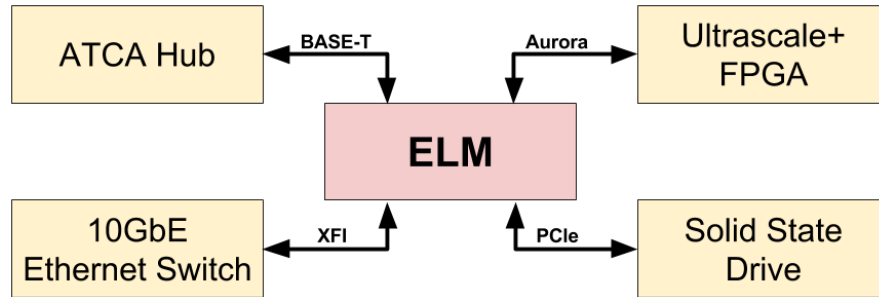 ATCA Hub
BASE-T
Aurora
Ultrascale+
FPGA
ELM
10GbE
Ethernet Switch
XFI
PCIe
Solid State
Drive